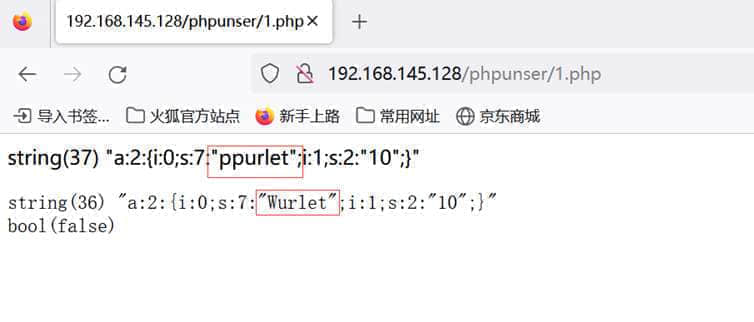 192.168.145.128/phpunser/1.php
192.168.145.128/phpunser/1.php
导入书签... 火狐官方站点 新手上路 常用网址 京东商城
string(37) "a:2:{i:0;s:7:"ppurlet";i:1;s:2:"10";}"
string(36) "a:2:{i:0;s:7:"Wurlet";i:1;s:2:"10";}"
bool(false)